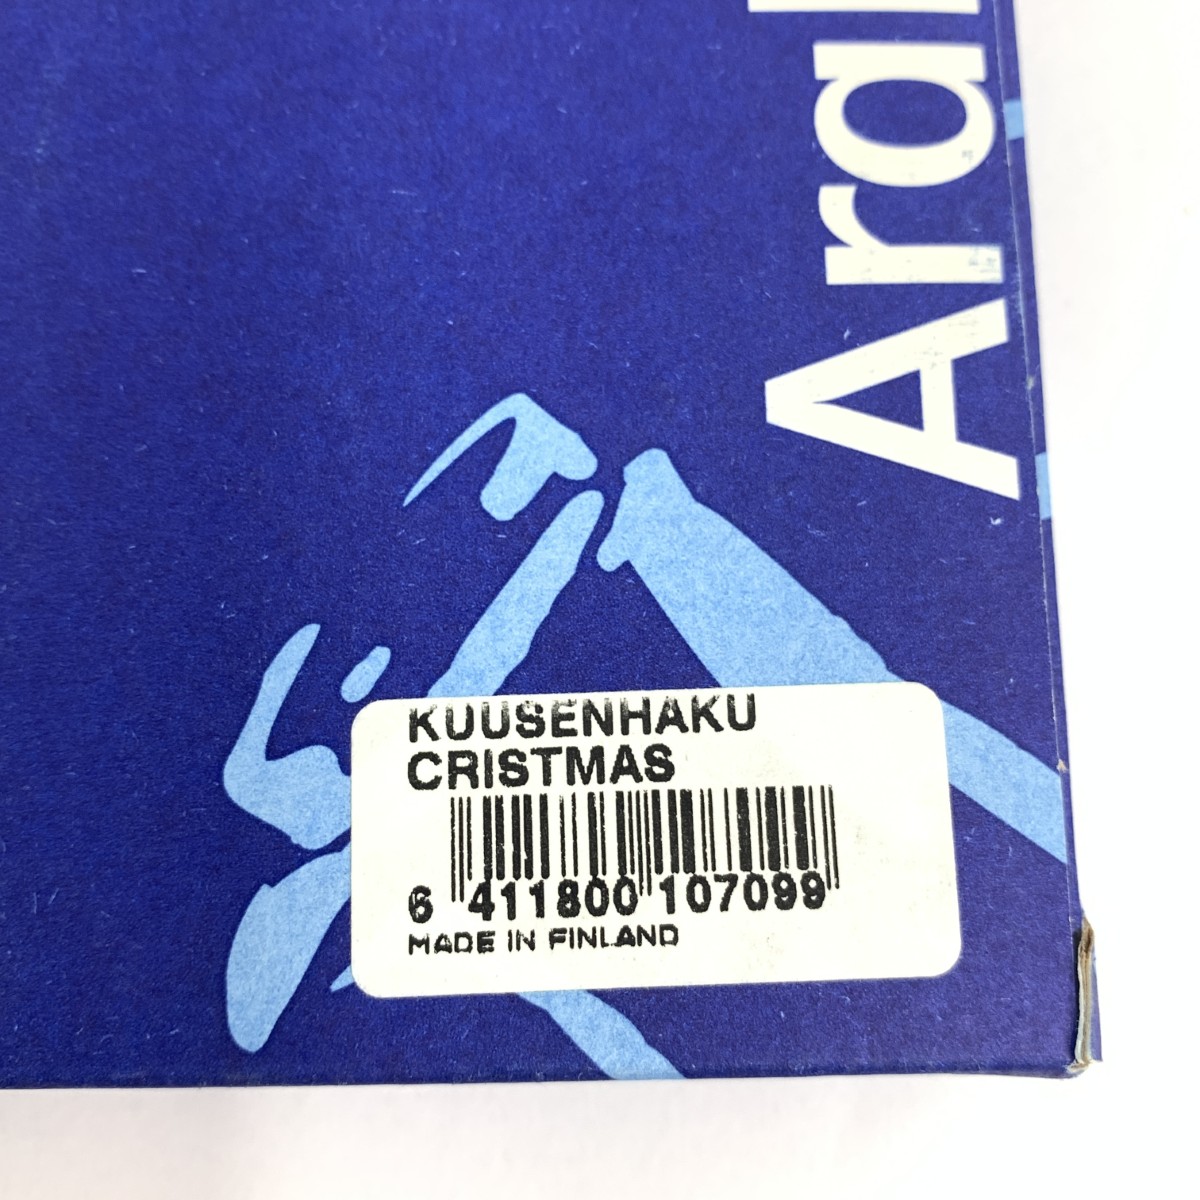 Ara
KUUSENHAKU
CRISTMAS
6 411800 107099
MADE IN FINLAND